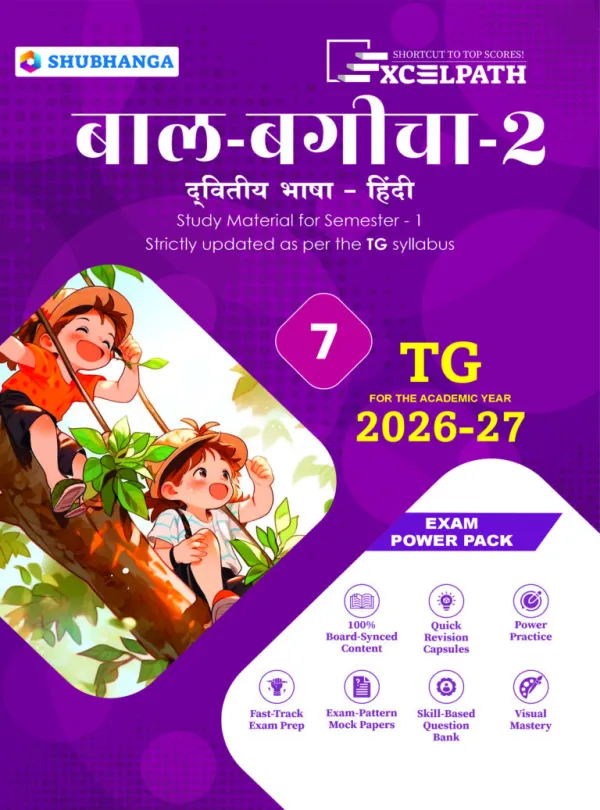 SHUBHANGA
SHORTCUT TO TOP SCORES!
EXCELPATH
बाल-बगीचा-2
द्वितीय भाषा – हिंदी
Study Material for Semester - 1
Strictly updated as per the TG syllabus
7
TG
FOR THE ACADEMIC YEAR
2026-27
EXAM
POWER PACK
100%
Board-Synced
Content
Quick
Revision
Capsules
Power
Practice
Fast-Track
Exam Prep
Exam-Pattern
Mock Papers
Skill-Based
Question
Bank
Visual
Mastery